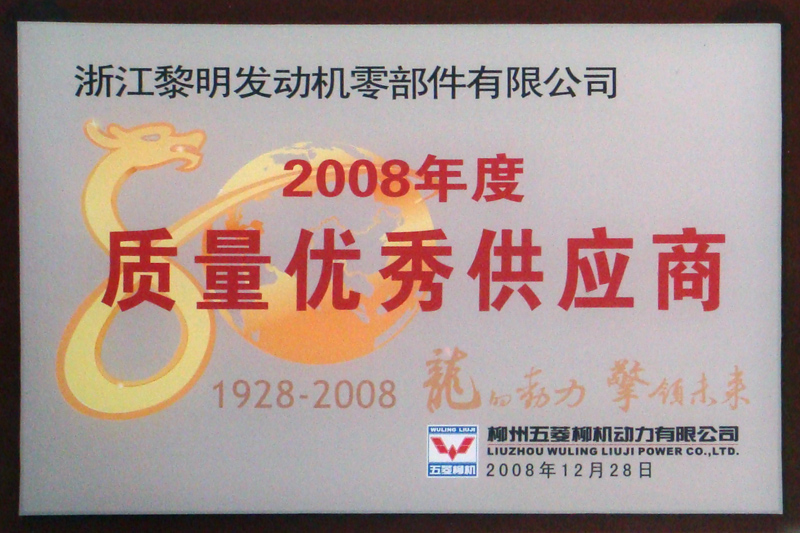 浙江黎明发动机零部件有限公司
2008年度
质量优秀供应商
1928-2008
龍的动力 擎领未来
WULING LIUJI
五菱柳机
柳州五菱柳机动力有限公司
LIUZHOU WULING LIUJI POWER CO.,LTD.
2008年12月28日